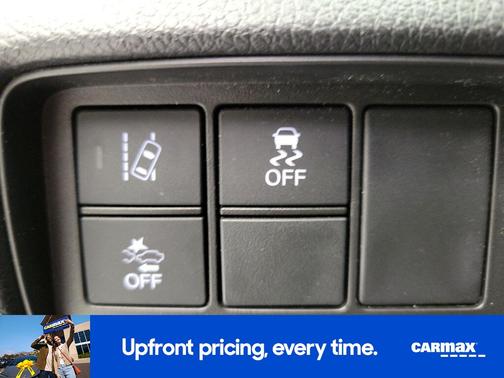 OFF
OFF
Upfront pricing, every time.
CARMAX